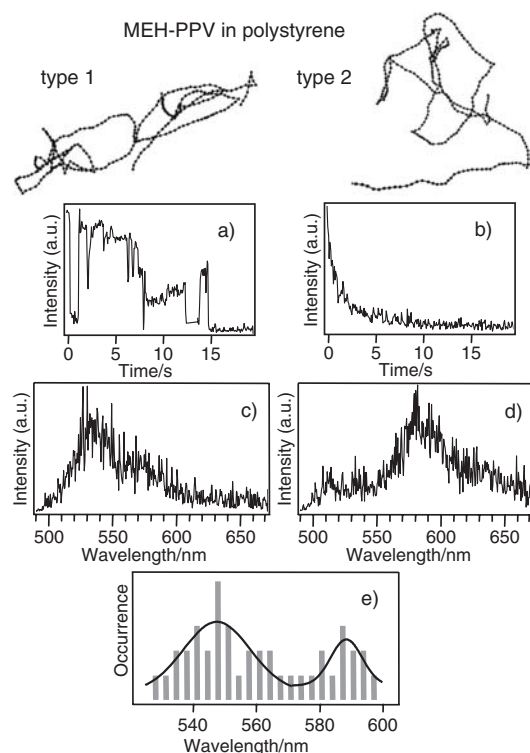 MEH-PPV in polystyrene
type 1
type 2
Intensity (a.u.)
a)
0 5 10 15
Time/s
Intensity (a.u.)
b)
0 5 10 15
Time/s
Intensity (a.u.)
c)
500 550 600 650
Wavelength/nm
Intensity (a.u.)
d)
500 550 600 650
Wavelength/nm
Occurrence
e)
540 560 580 600
Wavelength/nm